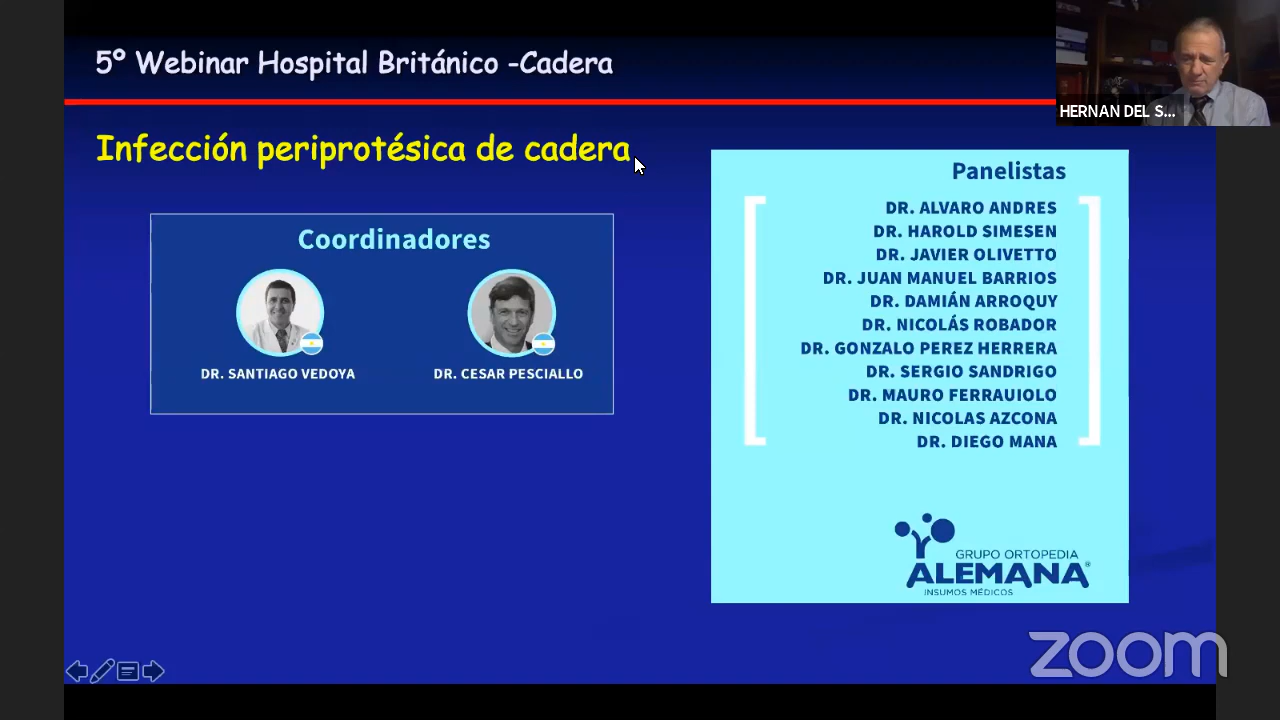 5º Webinar Hospital Británico -Cadera
HERNAN DEL S...
Infección periprotésica de cadera
Coordinadores
DR. SANTIAGO VEDOYA
DR. CESAR PESCIALLO
Panelistas
DR. ALVARO ANDRES
DR. HAROLD SIMESEN
DR. JAVIER OLIVETTO
DR. JUAN MANUEL BARRIOS
DR. DAMIÁN ARROQUY
DR. NICOLÁS ROBADOR
DR. GONZALO PEREZ HERRERA
DR. SERGIO SANDRIGO
DR. MAURO FERRAUIOLO
DR. NICOLAS AZCONA
DR. DIEGO MANA
GRUPO ORTOPEDIA
ALEMANA®
INSUMOS MÉDICOS
zoom